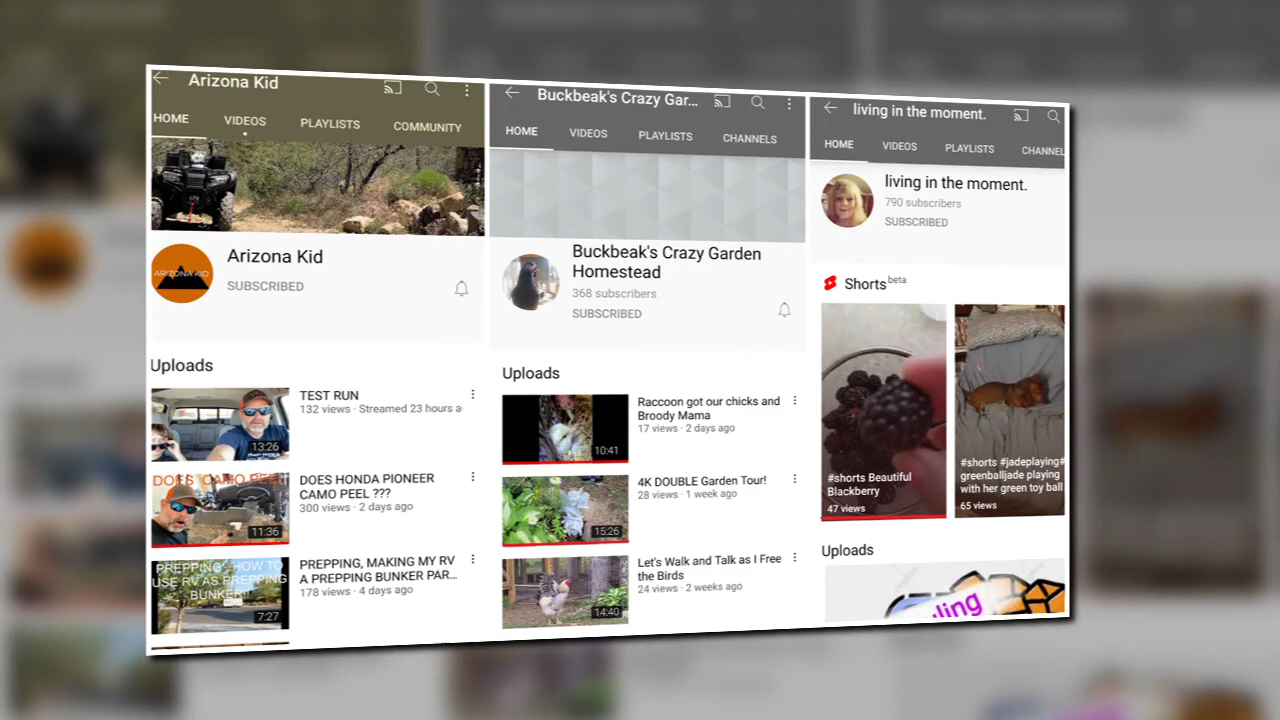 Arizona Kid
HOME
VIDEOS
PLAYLISTS
COMMUNITY
ARIZONA KID
Arizona Kid
SUBSCRIBED
Uploads
13:26
TEST RUN
132 views · Streamed 23 hours a
DOES CAMO PEEL
11:36
DOES HONDA PIONEER
CAMO PEEL ???
300 views · 2 days ago
PREPPING - HOW TO
USE RV AS PREPPING
BUNKER!!
7:27
PREPPING, MAKING MY RV
A PREPPING BUNKER PAR...
178 views · 4 days ago
Buckbeak's Crazy Gar...
HOME
VIDEOS
PLAYLISTS
CHANNELS
Buckbeak's Crazy Garden
Homestead
368 subscribers
SUBSCRIBED
Uploads
10:41
Raccoon got our chicks and
Broody Mama
17 views · 2 days ago
15:26
4K DOUBLE Garden Tour!
28 views · 1 week ago
14:40
Let's Walk and Talk as I Free
the Birds
24 views · 2 weeks ago
living in the moment.
HOME
VIDEOS
PLAYLISTS
CHANNEL
living in the moment.
790 subscribers
SUBSCRIBED
Shorts beta
#shorts Beautiful
Blackberry
47 views
#shorts #jadeplaying#
greenballjade playing
with her green toy ball
65 views
Uploads
ling